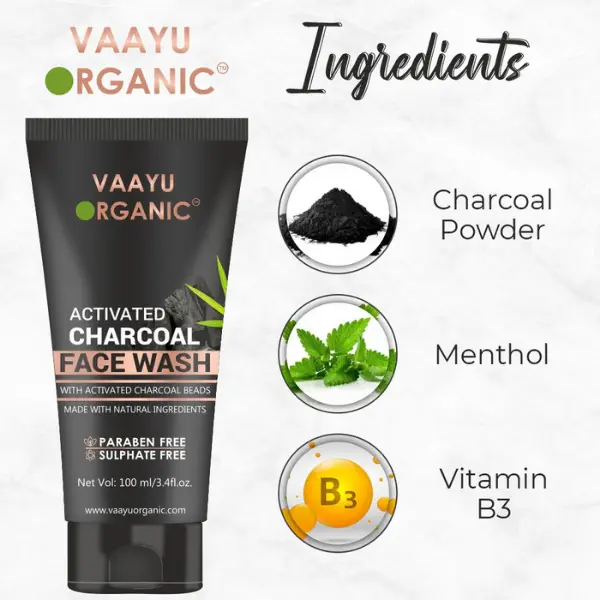 VAAYU
ORGANIC™
Ingredients
VAAYU
ORGANIC™
ACTIVATED
CHARCOAL
FACE WASH
WITH ACTIVATED CHARCOAL BEADS
MADE WITH NATURAL INGREDIENTS
PARABEN FREE
SULPHATE FREE
Net Vol: 100 ml/3.4fl.oz.
www.vaayuorganic.com
Charcoal
Powder
Menthol
B3
Vitamin
B3